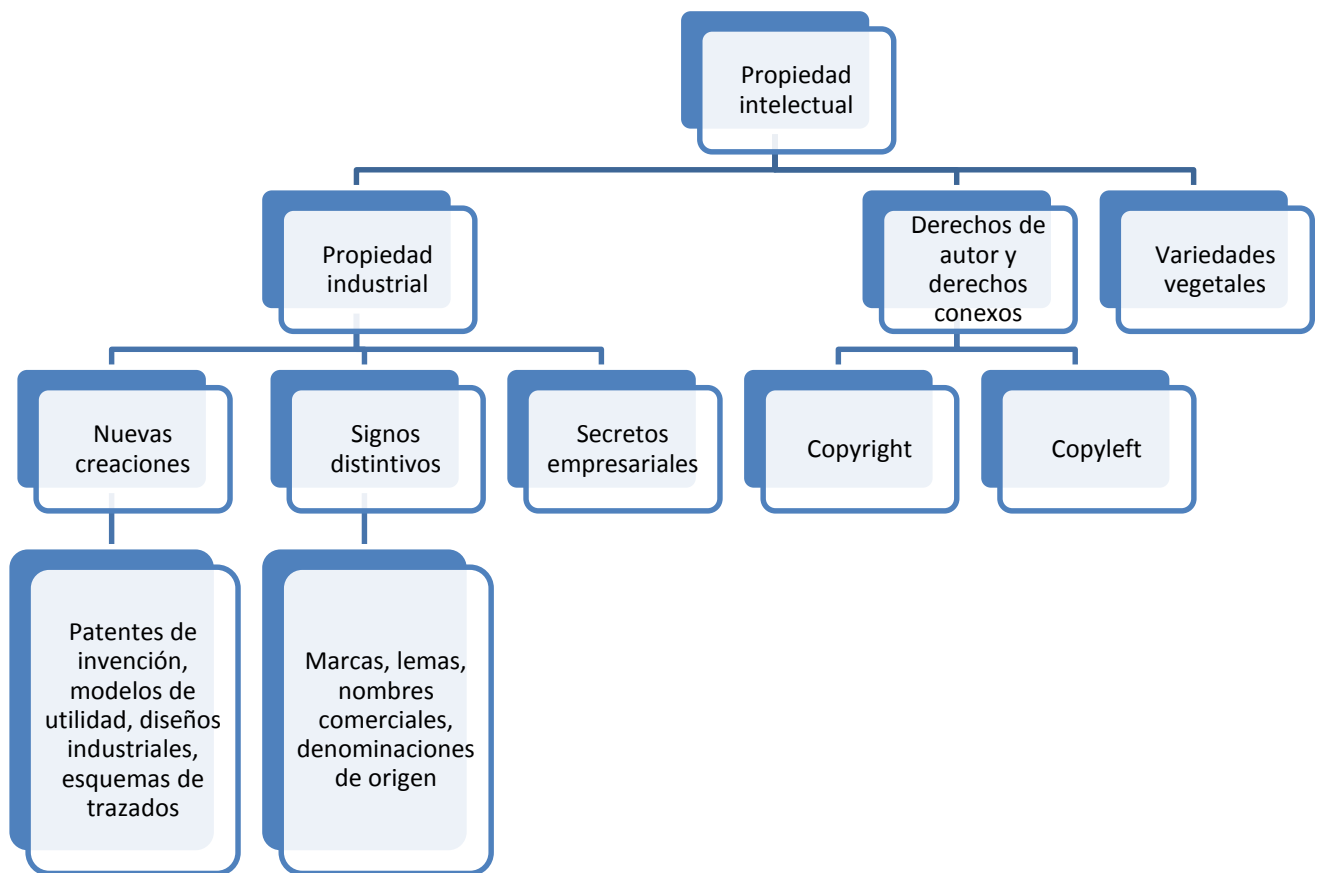 Propiedad
intelectual
Propiedad
industrial
Derechos de
autor y
derechos
conexos
Variedades
vegetales
Nuevas
creaciones
Signos
distintivos
Secretos
empresariales
Copyright
Copyleft
Patentes de
invención,
modelos de
utilidad, diseños
industriales,
esquemas de
trazados
Marcas, lemas,
nombres
comerciales,
denominaciones
de origen